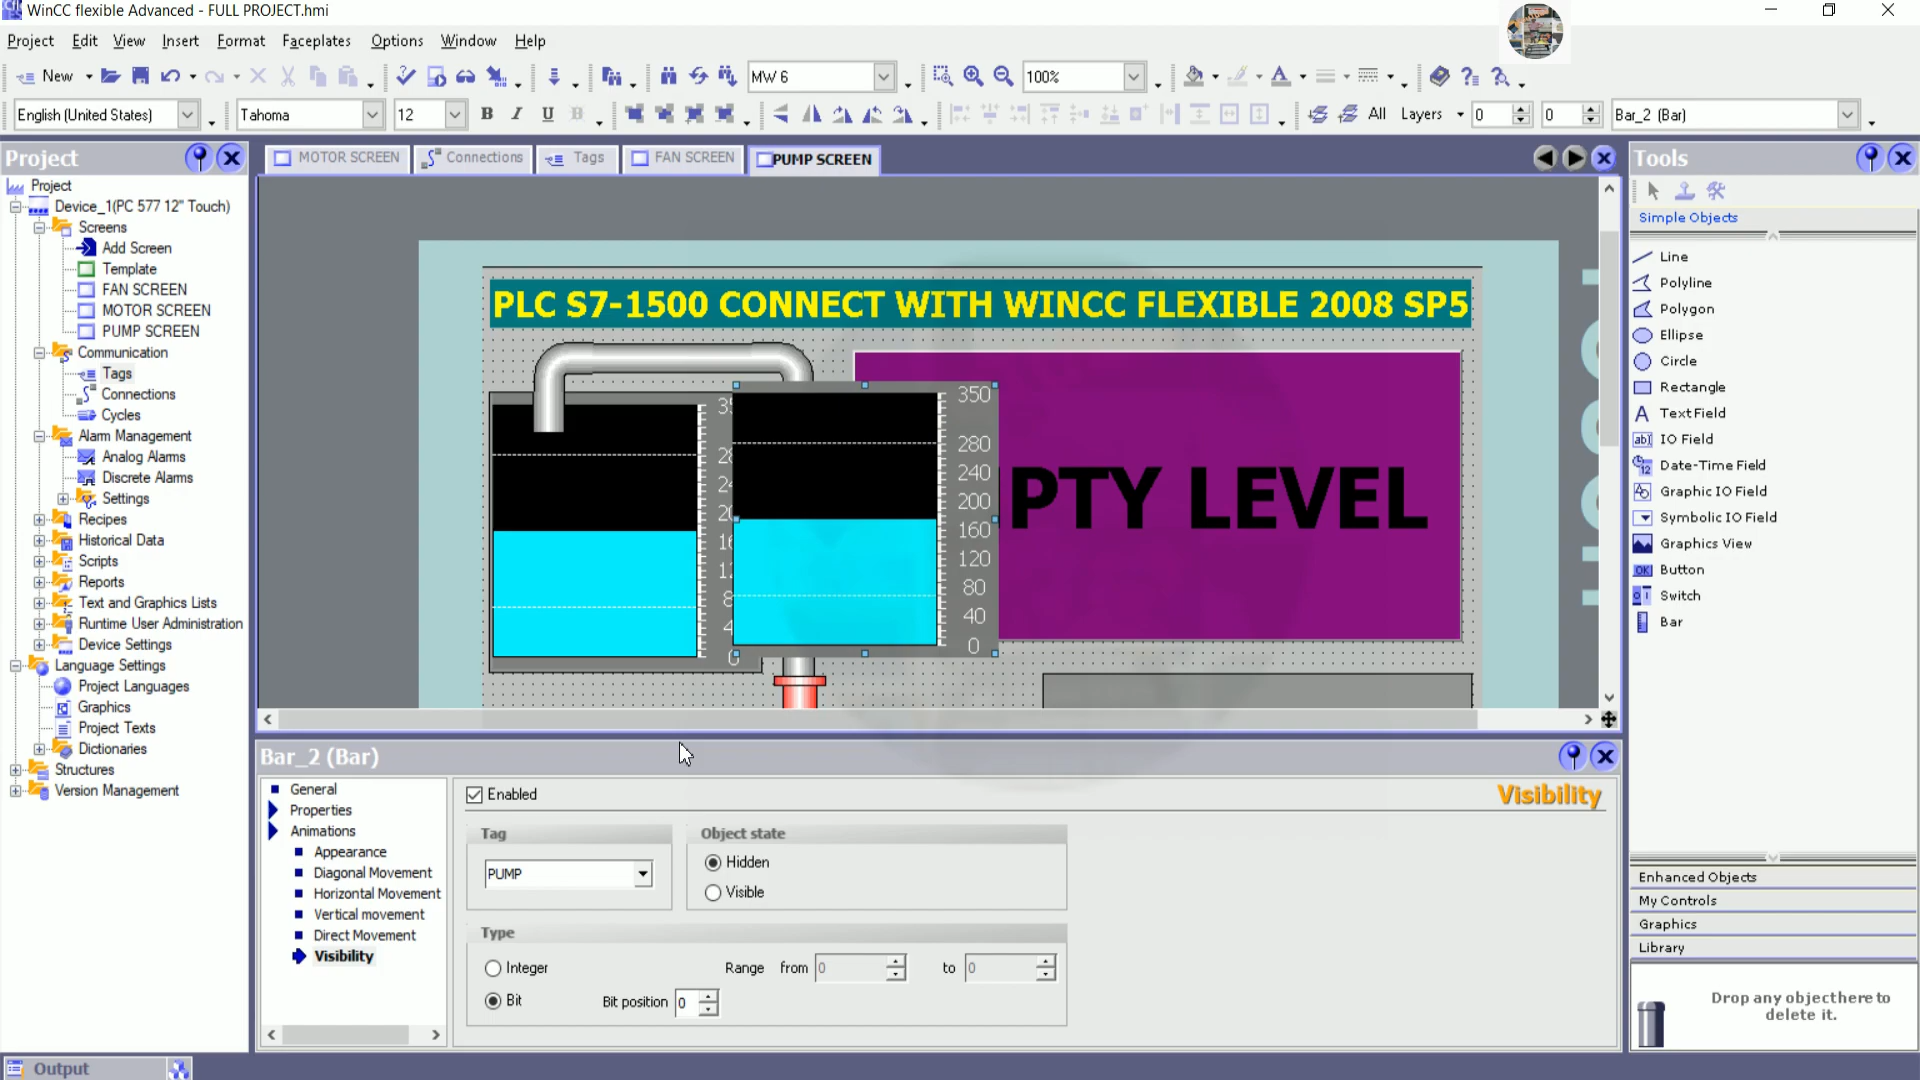 WinCC flexible Advanced - FULL PROJECT.hmi
Project Edit View Insert Format Faceplates Options Window Help
New MW 6 100%
English (United States) Tahoma 12 B I U B All Layers 0 0 Bar_2 (Bar)
Project
Project
Device_1(PC 577 12" Touch)
Screens
Add Screen
Template
FAN SCREEN
MOTOR SCREEN
PUMP SCREEN
Communication
Tags
Connections
Cycles
Alarm Management
Analog Alarms
Discrete Alarms
Settings
Recipes
Historical Data
Scripts
Reports
Text and Graphics Lists
Runtime User Administration
Device Settings
Language Settings
Project Languages
Graphics
Project Texts
Dictionaries
Structures
Version Management
MOTOR SCREEN Connections Tags FAN SCREEN PUMP SCREEN
PLC S7-1500 CONNECT WITH WINCC FLEXIBLE 2008 SP5
350
280
240
200
160
120
80
40
0
0
PTY LEVEL
Bar_2 (Bar)
General
Properties
Animations
Appearance
Diagonal Movement
Horizontal Movement
Vertical movement
Direct Movement
Visibility
Enabled
Visibility
Tag
PUMP
Object state
Hidden
Visible
Type
Integer Range from 0 to 0
Bit Bit position 0
Tools
Simple Objects
Line
Polyline
Polygon
Ellipse
Circle
Rectangle
TextField
IO Field
Date-Time Field
Graphic IO Field
Symbolic IO Field
Graphics View
Button
Switch
Bar
Enhanced Objects
My Controls
Graphics
Library
Drop any objecthere to
delete it.
Output